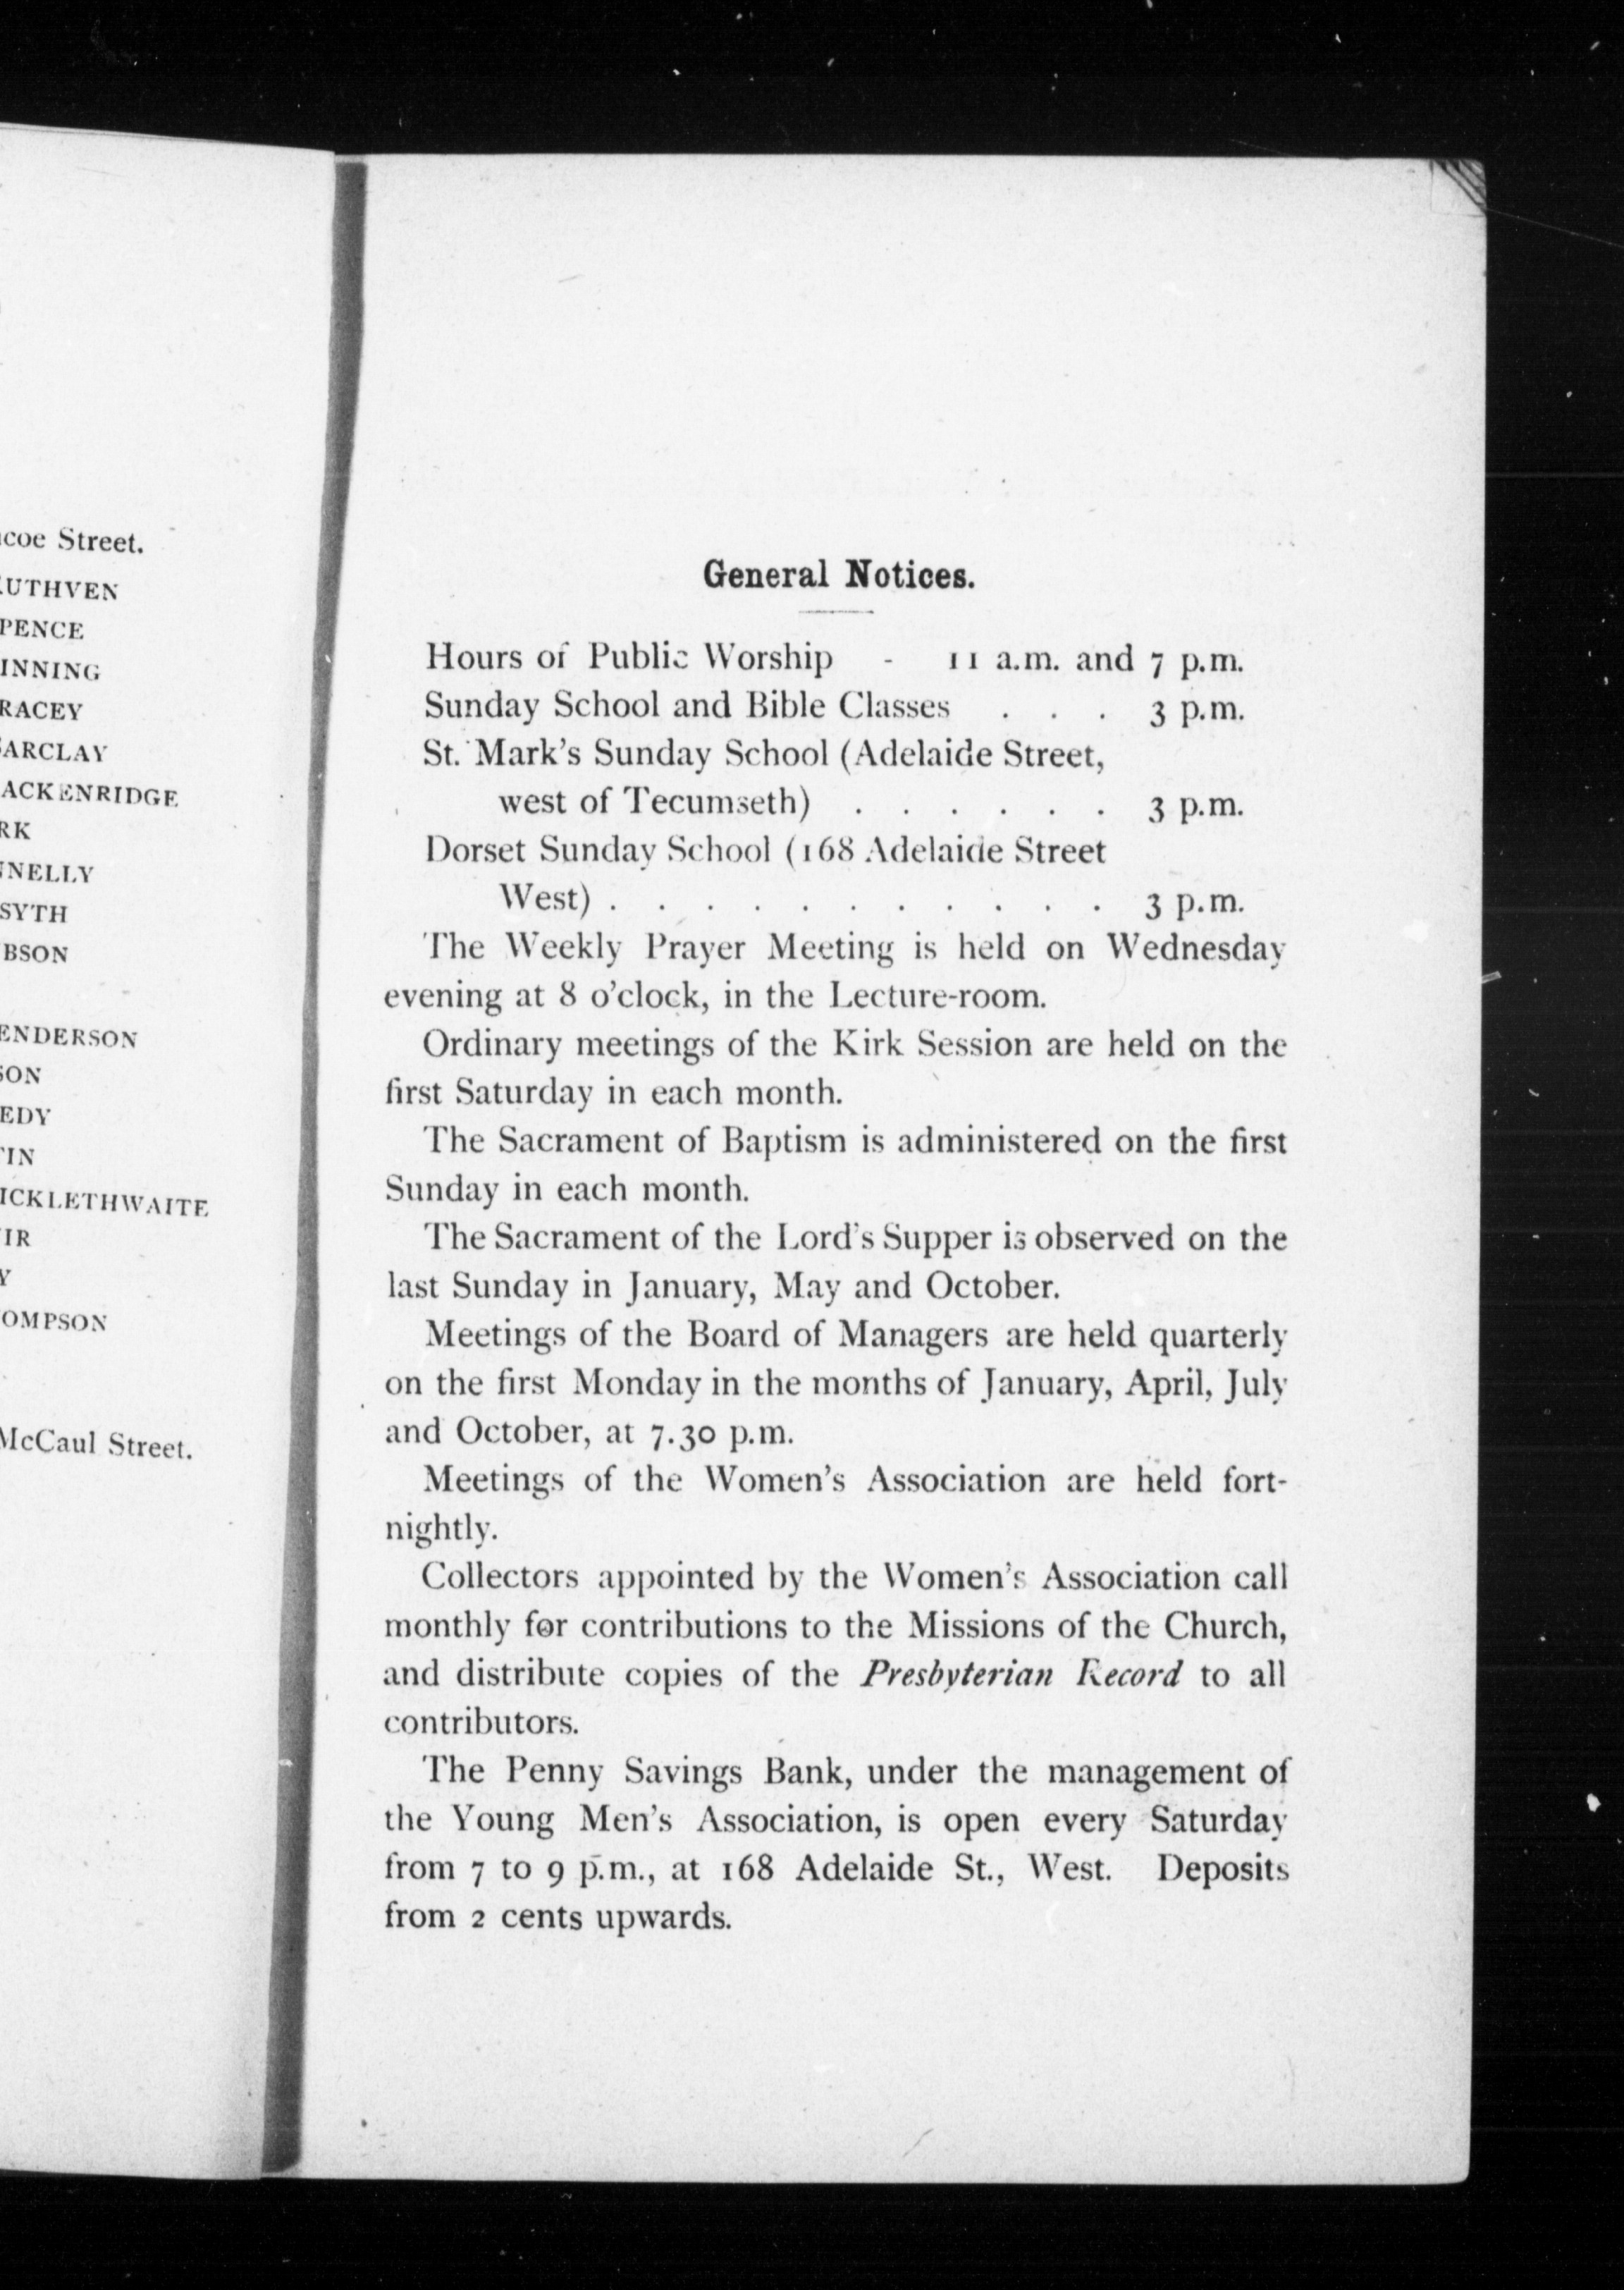 coe Street.
UTHVEN
PENCE
INNING
RACEY
ARCLAY
ACKENRIDGE
RK
NELLY
SYTH
BSON
ENDERSON
SON
EDY
IN
ICKLETHWAITE
IR
Y
OMPSON
McCaul Street.
General Notices.
Hours of Public Worship - 11 a.m. and 7 p.m.
Sunday School and Bible Classes . . . 3 p.m.
St. Mark's Sunday School (Adelaide Street,
west of Tecumseth) . . . . . . 3 p.m.
Dorset Sunday School (168 Adelaide Street
West) . . . . . . . . . . . 3 p.m.
The Weekly Prayer Meeting is held on Wednesday
evening at 8 o'clock, in the Lecture-room.
Ordinary meetings of the Kirk Session are held on the
first Saturday in each month.
The Sacrament of Baptism is administered on the first
Sunday in each month.
The Sacrament of the Lord's Supper is observed on the
last Sunday in January, May and October.
Meetings of the Board of Managers are held quarterly
on the first Monday in the months of January, April, July
and October, at 7.30 p.m.
Meetings of the Women's Association are held fort-
nightly.
Collectors appointed by the Women's Association call
monthly for contributions to the Missions of the Church,
and distribute copies of the Presbyterian Record to all
contributors.
The Penny Savings Bank, under the management of
the Young Men's Association, is open every Saturday
from 7 to 9 p.m., at 168 Adelaide St., West. Deposits
from 2 cents upwards.